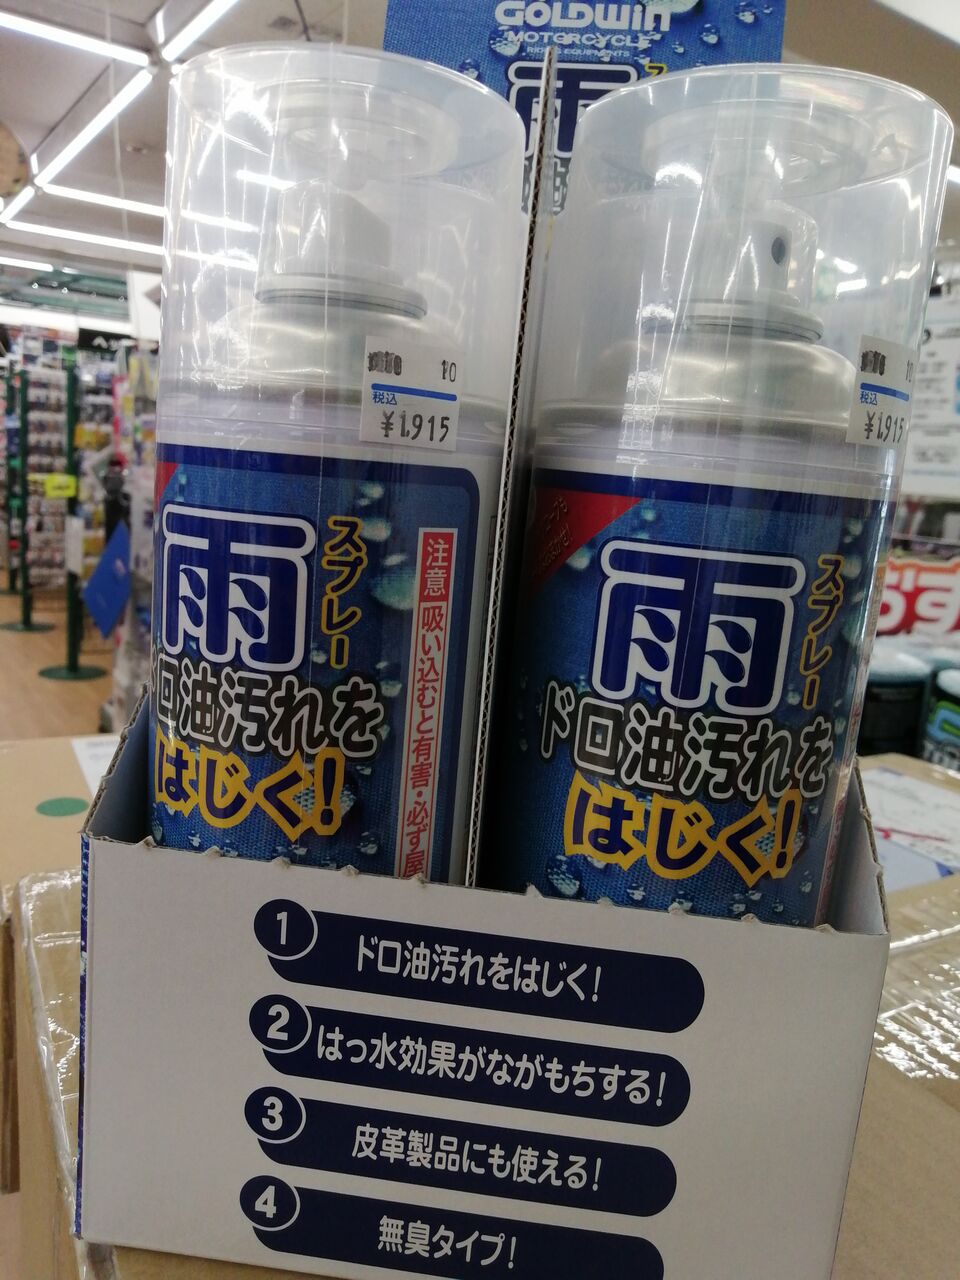 GOLDWIN
MOTORCYCLE
雨
10
税込
¥1,915
10
税込
¥1,915
雨
スプレー
ドロ油汚れを
はじく!
注意 吸い込むと有害・必ず屋
雨
スプレー
ドロ油汚れを
はじく!
1 ドロ油汚れをはじく!
2 はっ水効果がながもちする!
3 皮革製品にも使える!
4 無臭タイプ!